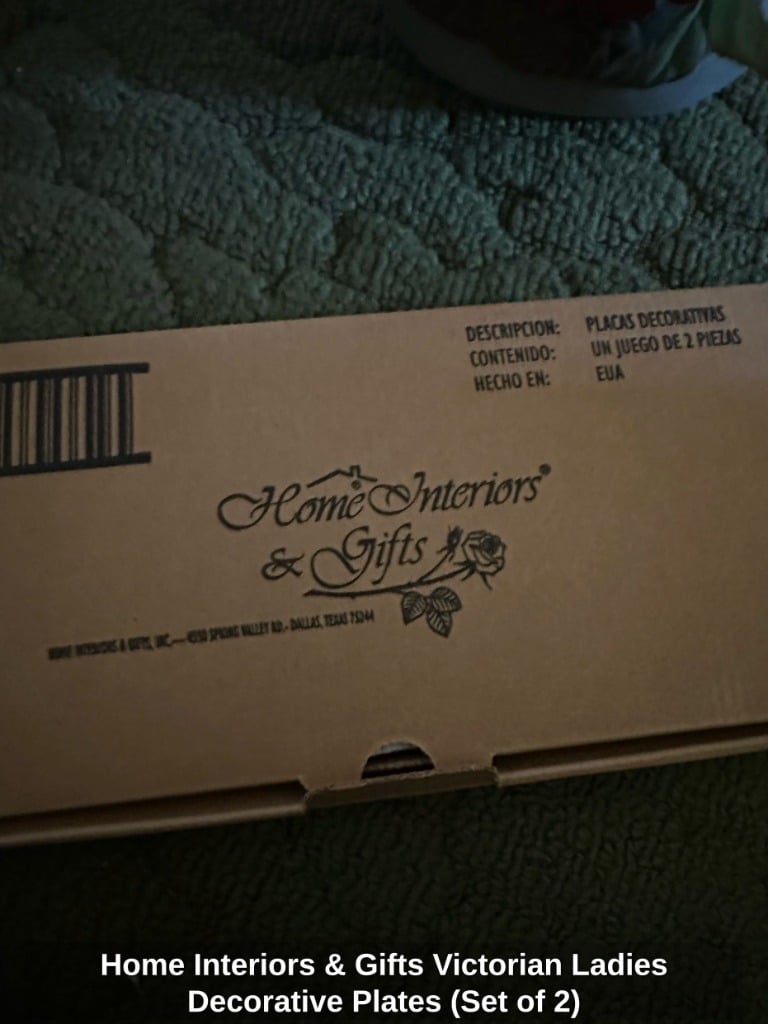 DESCRIPCION: PLACAS DECORATIVAS
CONTENIDO: UN JUEGO DE 2 PIEZAS
HECHO EN: EUA
Home Interiors®
& Gifts
HOME INTERIORS & GIFTS, INC.— 4550 SPRING VALLEY RD.- DALLAS, TEXAS 75244
Home Interiors & Gifts Victorian Ladies
Decorative Plates (Set of 2)